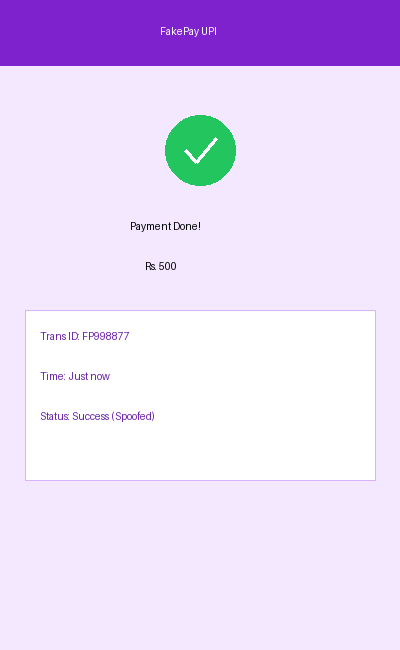 FakePay UPI
Payment Done!
Rs. 500
Trans ID: FP998877
Time: Just now
Status: Success (Spoofed)